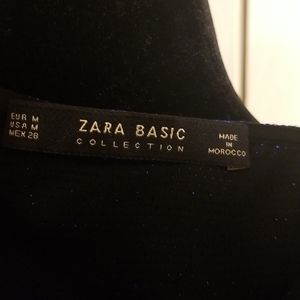 EUR M
USA M
MEX 28
ZARA BASIC
COLLECTION
MADE
IN
MOROCCO